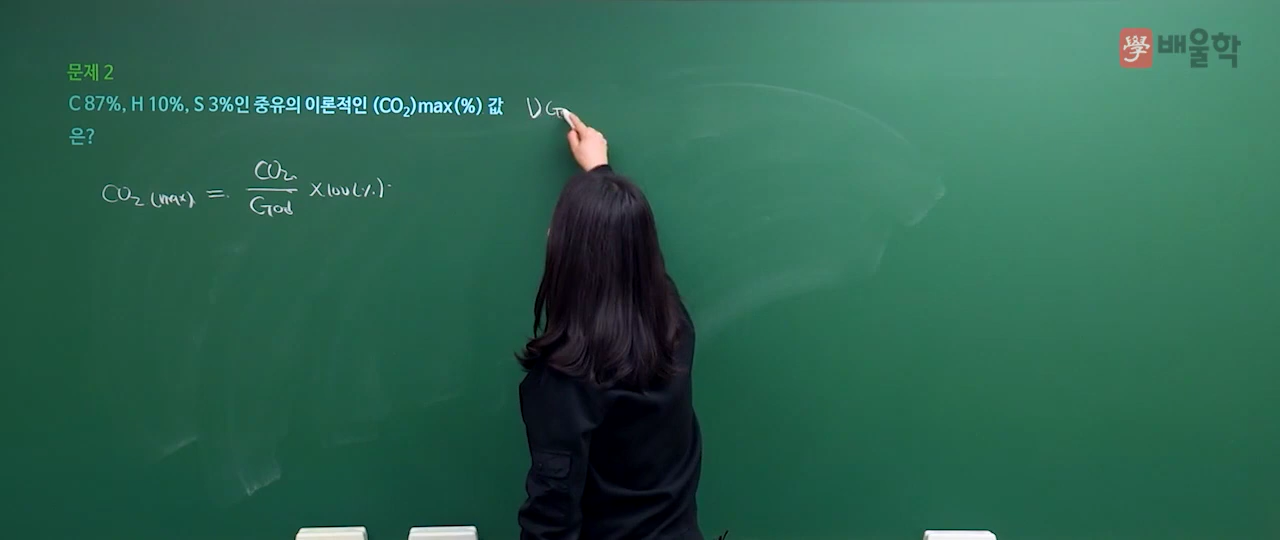 學 배울학
문제 2
C 87%, H 10%, S 3%인 중유의 이론적인 (CO₂)max(%) 값
은?
① G
CO₂ (max) = CO₂ / God × 100(%)